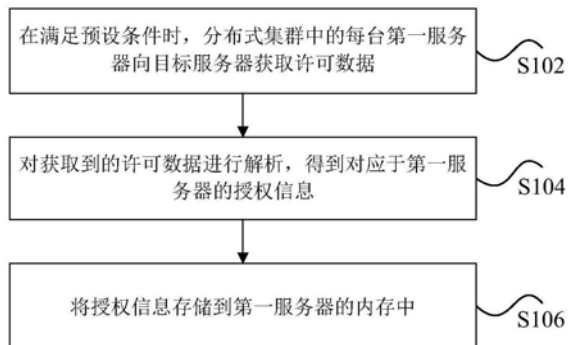 在满足预设条件时，分布式集群中的每台第一服务
器向目标服务器获取许可数据
S102
对获取到的许可数据进行解析，得到对应于第一服
务器的授权信息
S104
将授权信息存储到第一服务器的内存中
S106